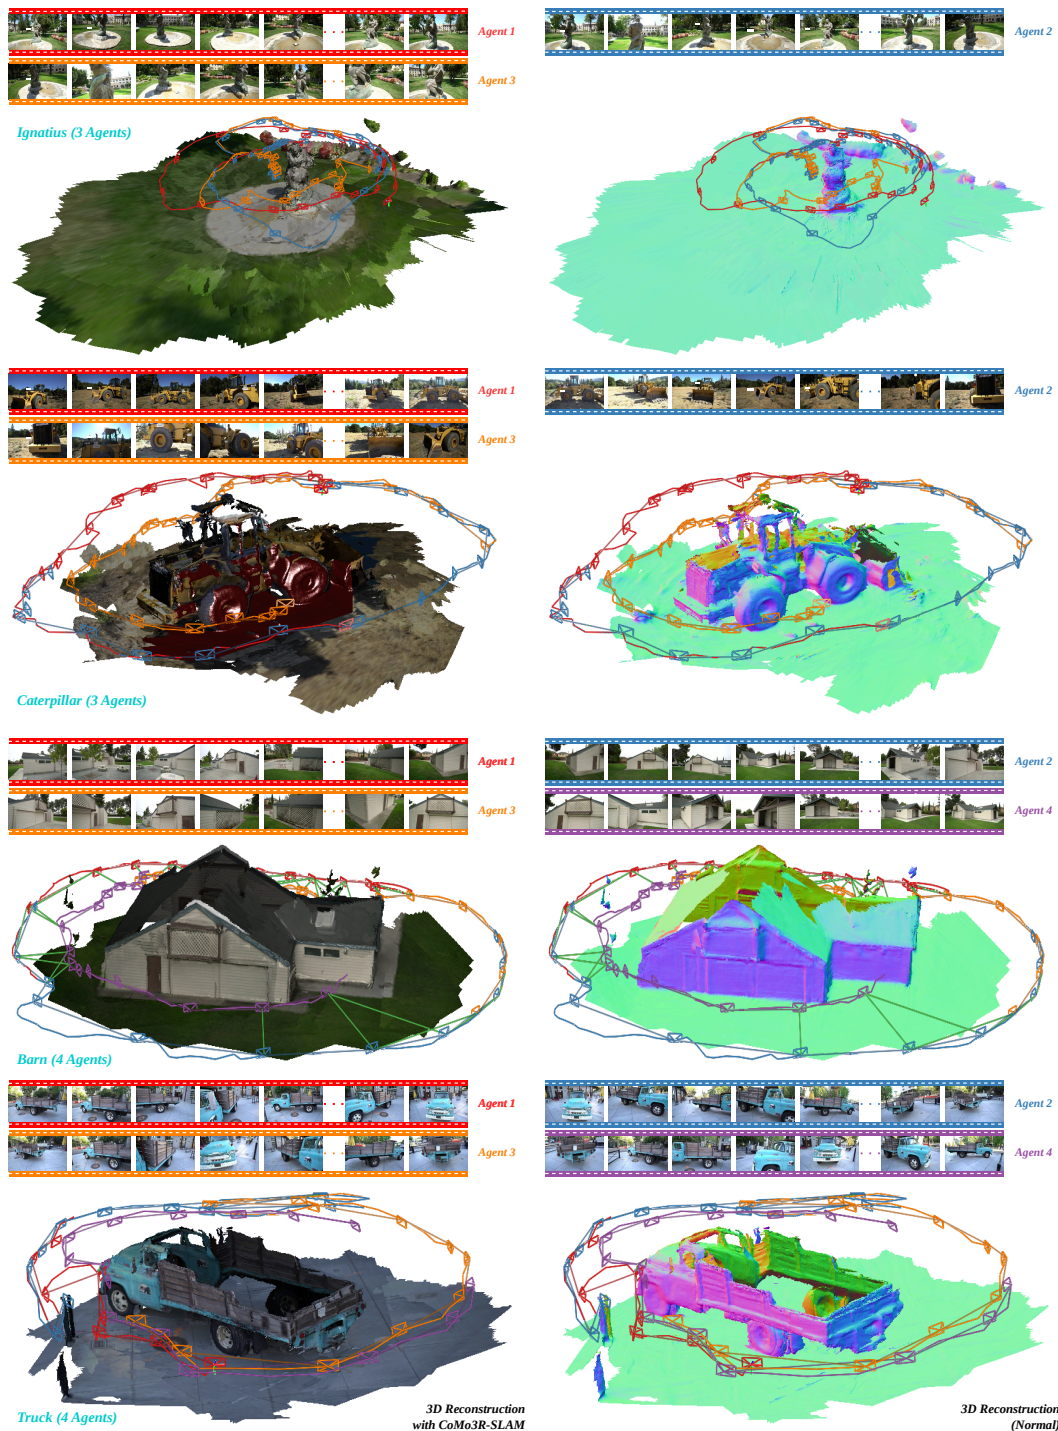 Agent 1
Agent 2
Agent 3
Ignatius (3 Agents)
Agent 1
Agent 2
Agent 3
Caterpillar (3 Agents)
Agent 1
Agent 2
Agent 3
Agent 4
Barn (4 Agents)
Agent 1
Agent 2
Agent 3
Agent 4
Truck (4 Agents)
3D Reconstruction
with CoMo3R-SLAM
3D Reconstruction
(Normal)